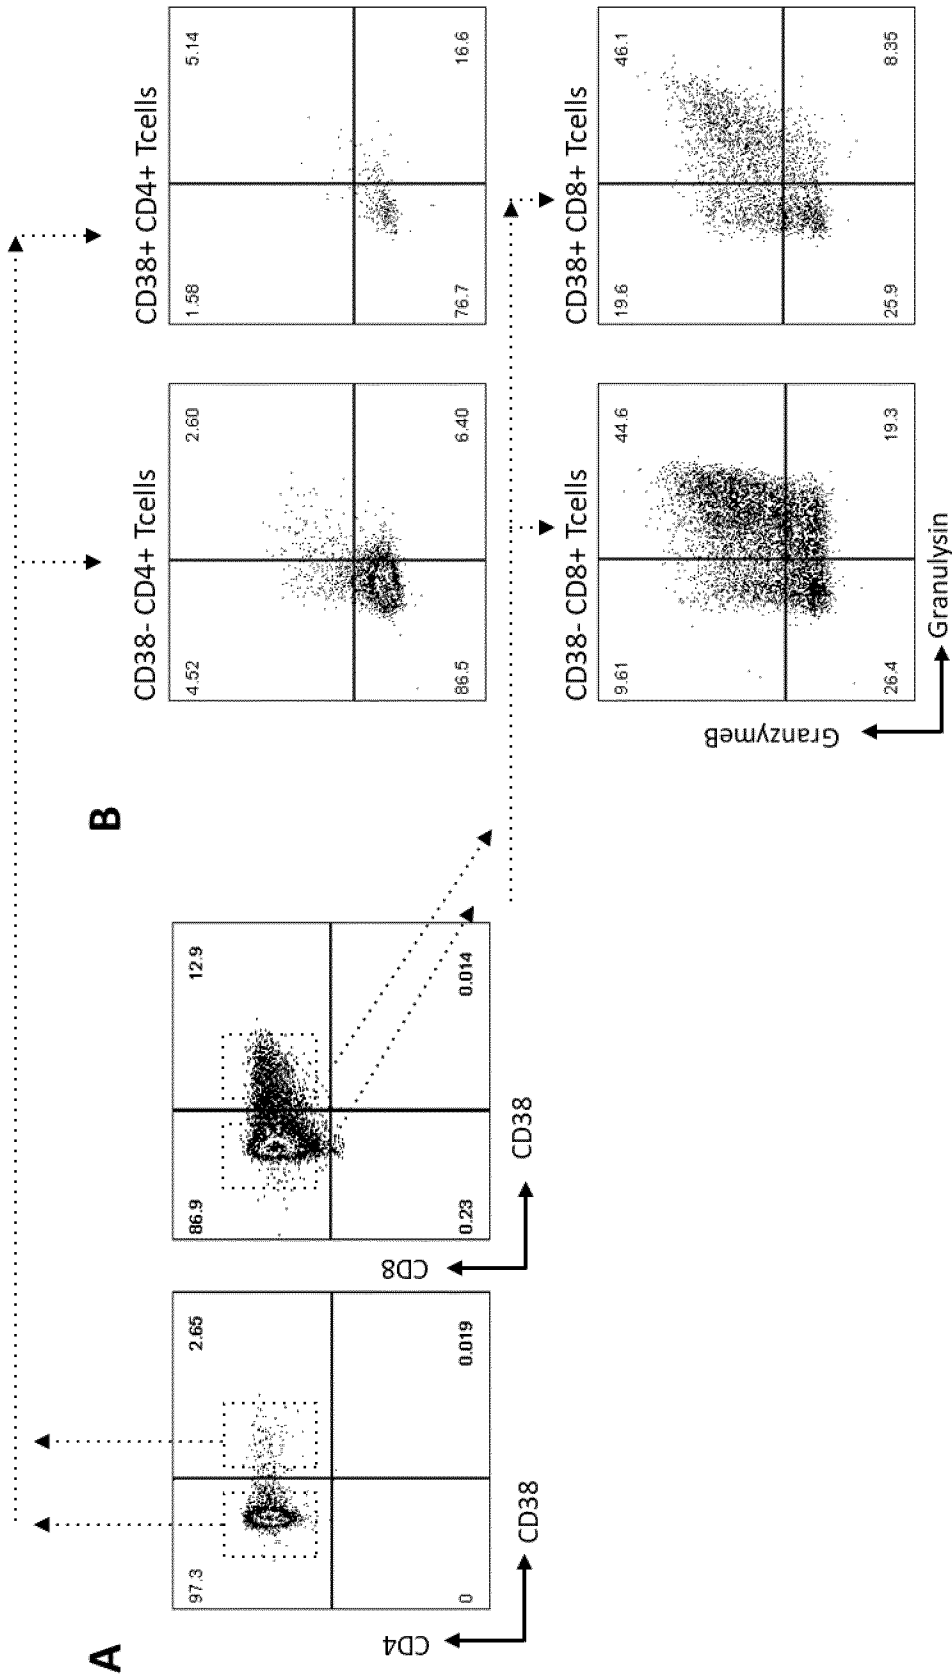 A
97.3 2.65
0 0.019
CD4
CD38
86.9 12.9
0.23 0.014
CD8
CD38
B
CD38- CD4+ Tcells
4.52 2.60
86.5 6.40
CD38+ CD4+ Tcells
1.58 5.14
76.7 16.6
CD38- CD8+ Tcells
9.61 44.6
26.4 19.3
CD38+ CD8+ Tcells
19.6 46.1
25.9 8.35
GranzymeB
Granulysin